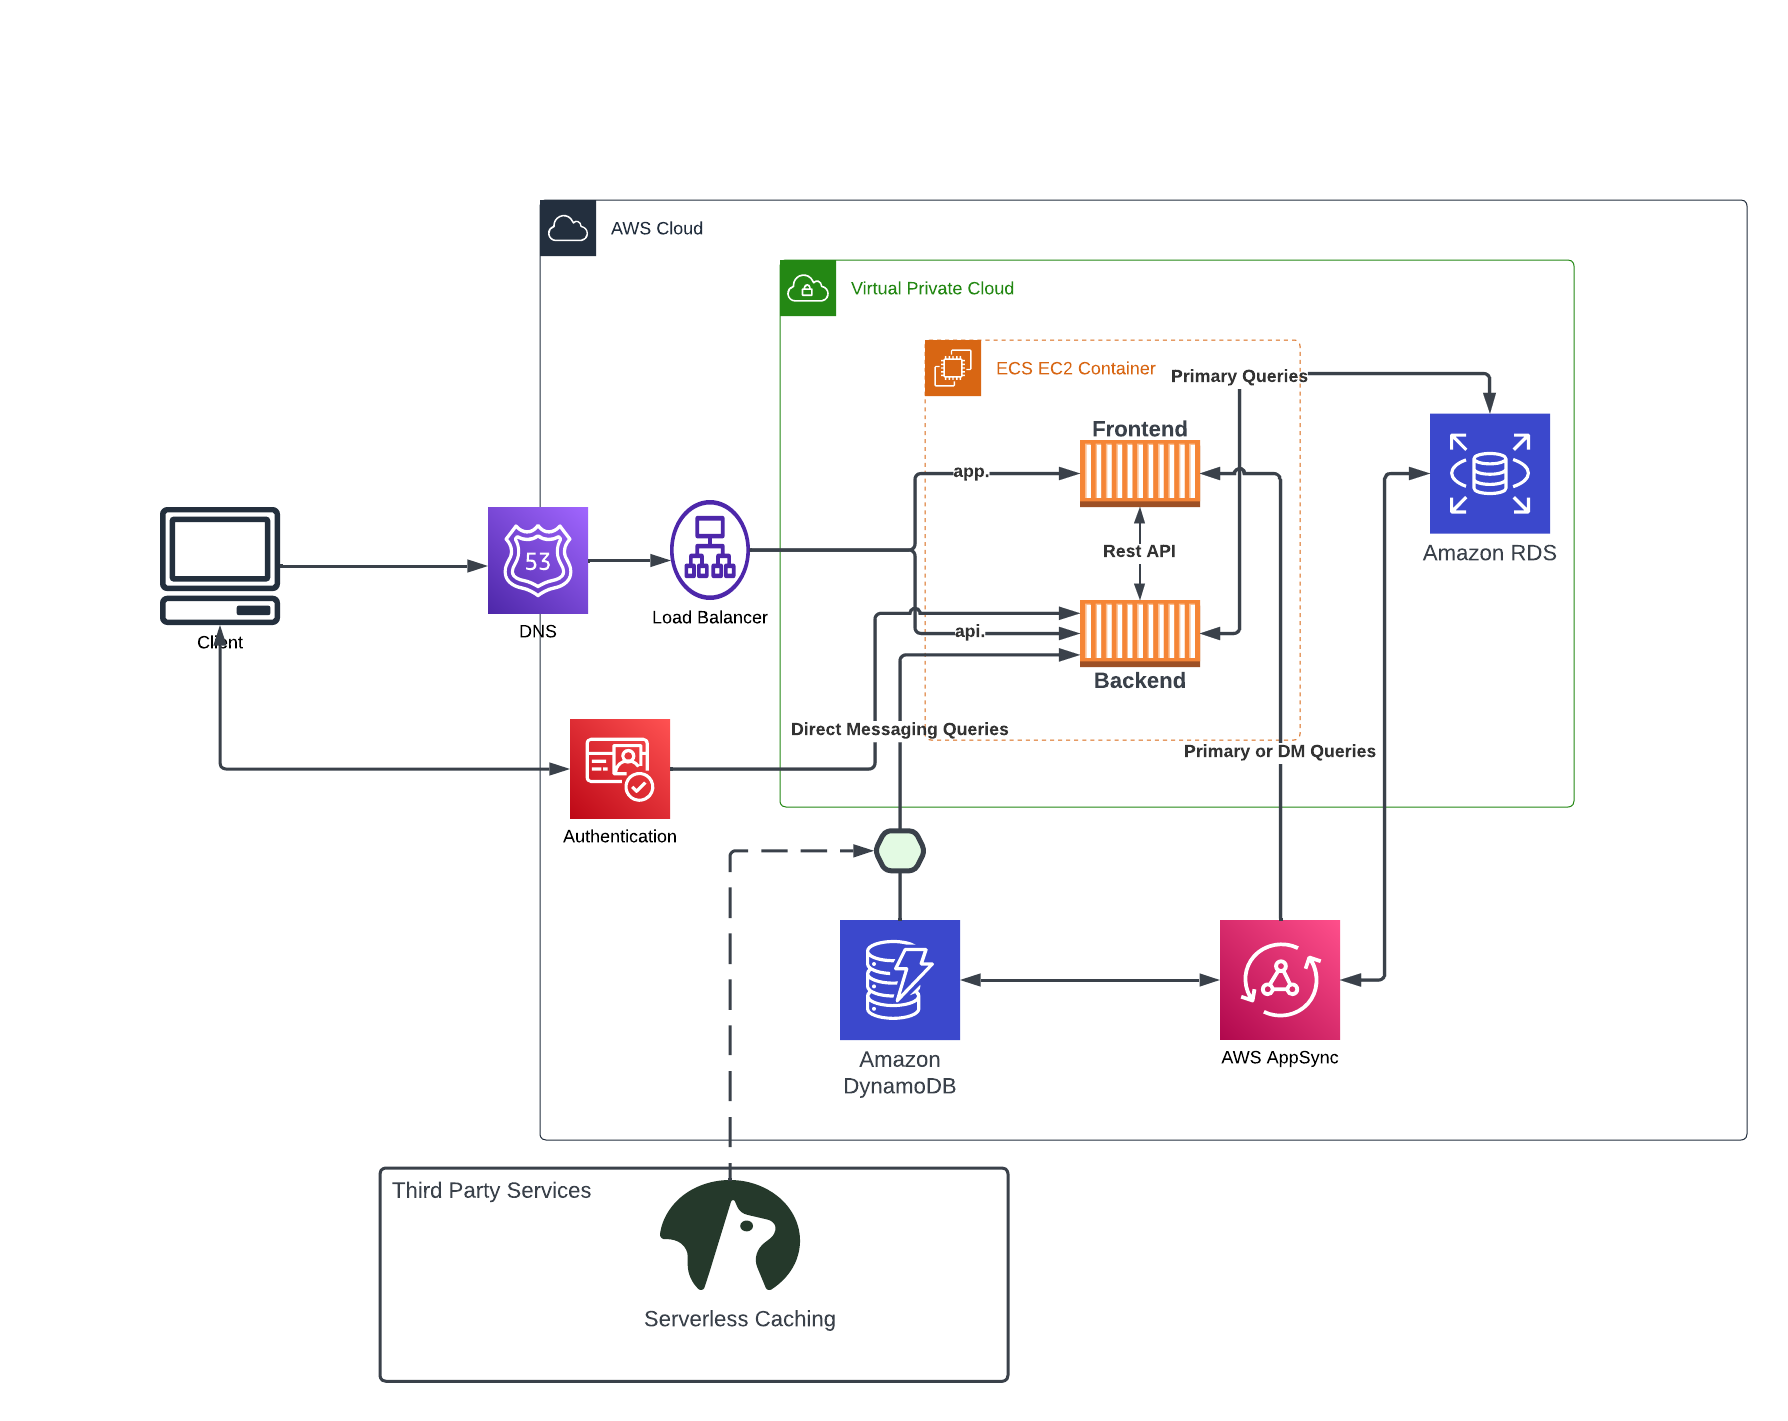 AWS Cloud
Virtual Private Cloud
ECS EC2 Container
Primary Queries
Frontend
app.
Rest API
Amazon RDS
53
Load Balancer
DNS
Client
api.
Backend
Direct Messaging Queries
Primary or DM Queries
Authentication
Amazon
DynamoDB
AWS AppSync
Third Party Services
Serverless Caching